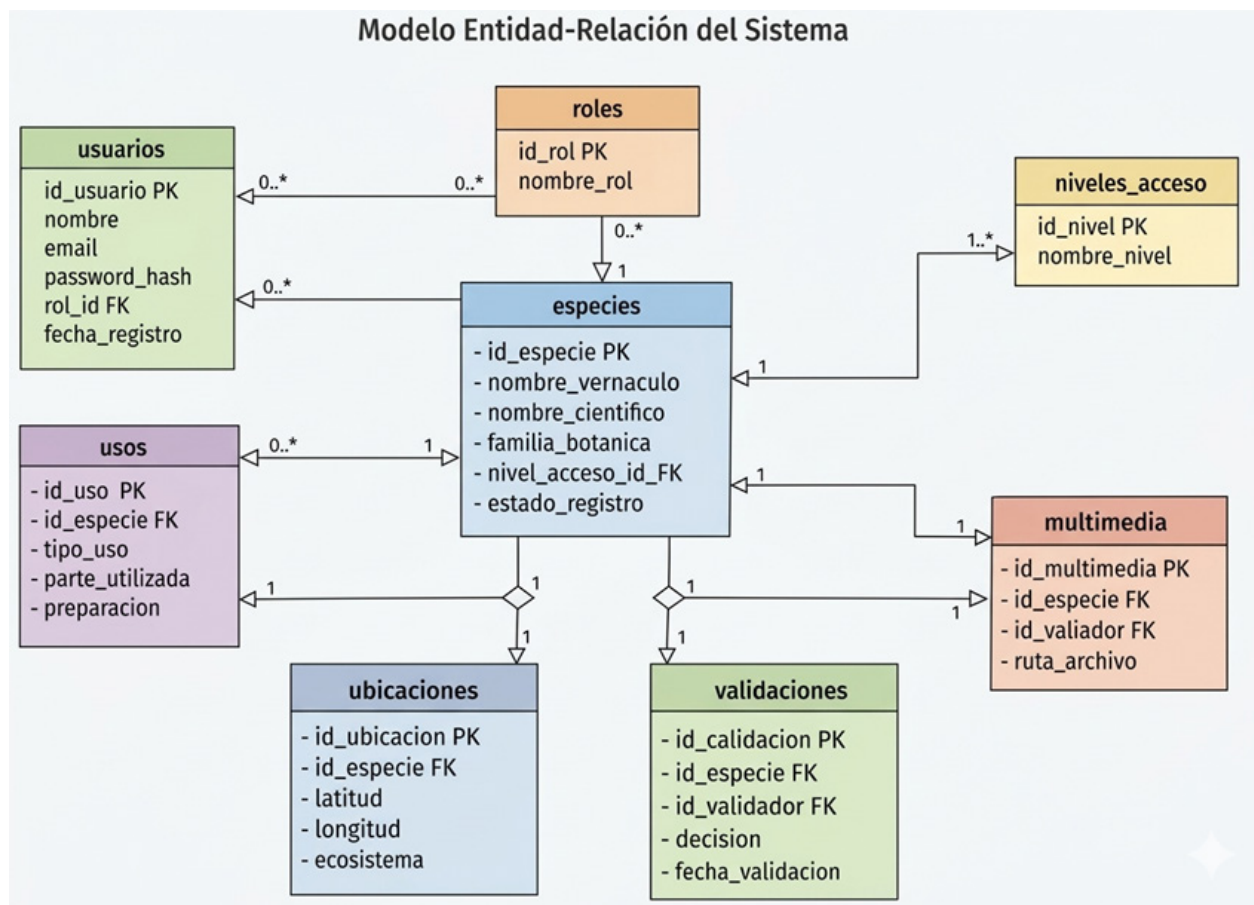 Modelo Entidad-Relación del Sistema
roles
id_rol PK
nombre_rol
usuarios
id_usuario PK
nombre
email
password_hash
rol_id FK
fecha_registro
0..*
0..*
0..*
1
0..*
niveles_acceso
id_nivel PK
nombre_nivel
1..*
1
especies
- id_especie PK
- nombre_vernaculo
- nombre_cientifico
- familia_botanica
- nivel_acceso_id_FK
- estado_registro
usos
- id_uso PK
- id_especie FK
- tipo_uso
- parte_utilizada
- preparacion
0..*
1
1
1
1
1
1
1
1
1
multimedia
- id_multimedia PK
- id_especie FK
- id_valiador FK
- ruta_archivo
ubicaciones
- id_ubicacion PK
- id_especie FK
- latitud
- longitud
- ecosistema
validaciones
- id_calidacion PK
- id_especie FK
- id_validador FK
- decision
- fecha_validacion